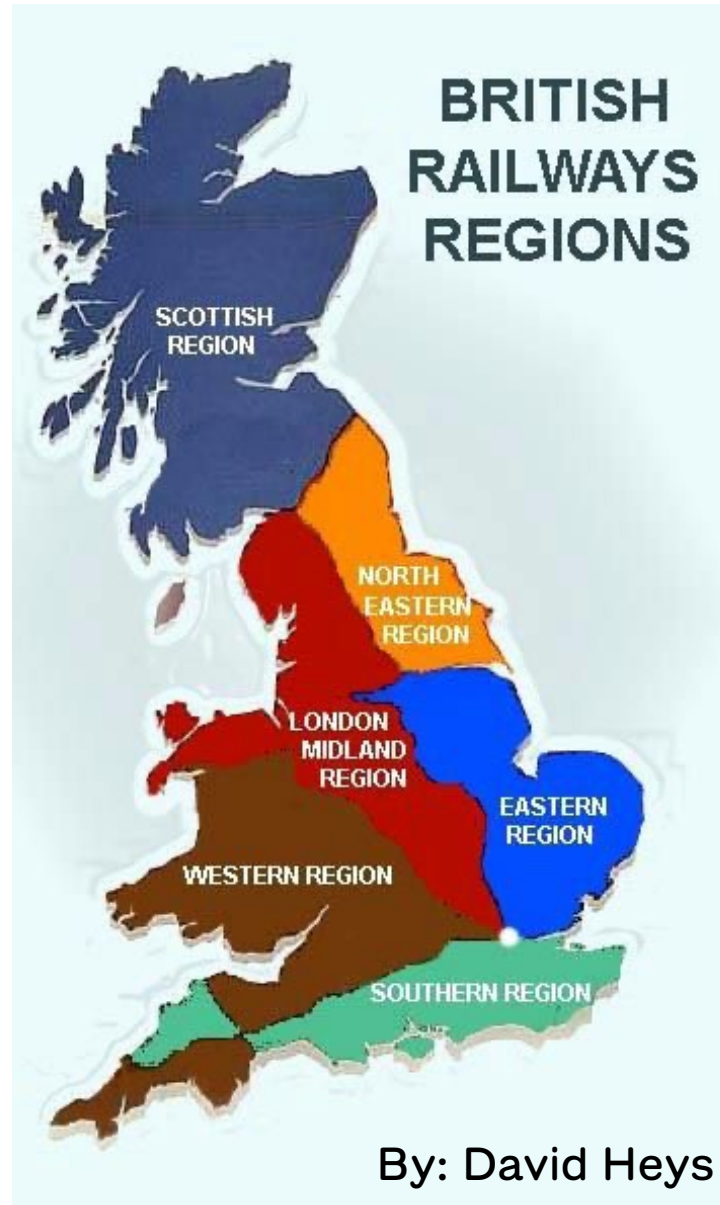 BRITISH
RAILWAYS
REGIONS
SCOTTISH
REGION
NORTH
EASTERN
REGION
LONDON
MIDLAND
REGION
EASTERN
REGION
WESTERN REGION
SOUTHERN REGION
By: David Heys